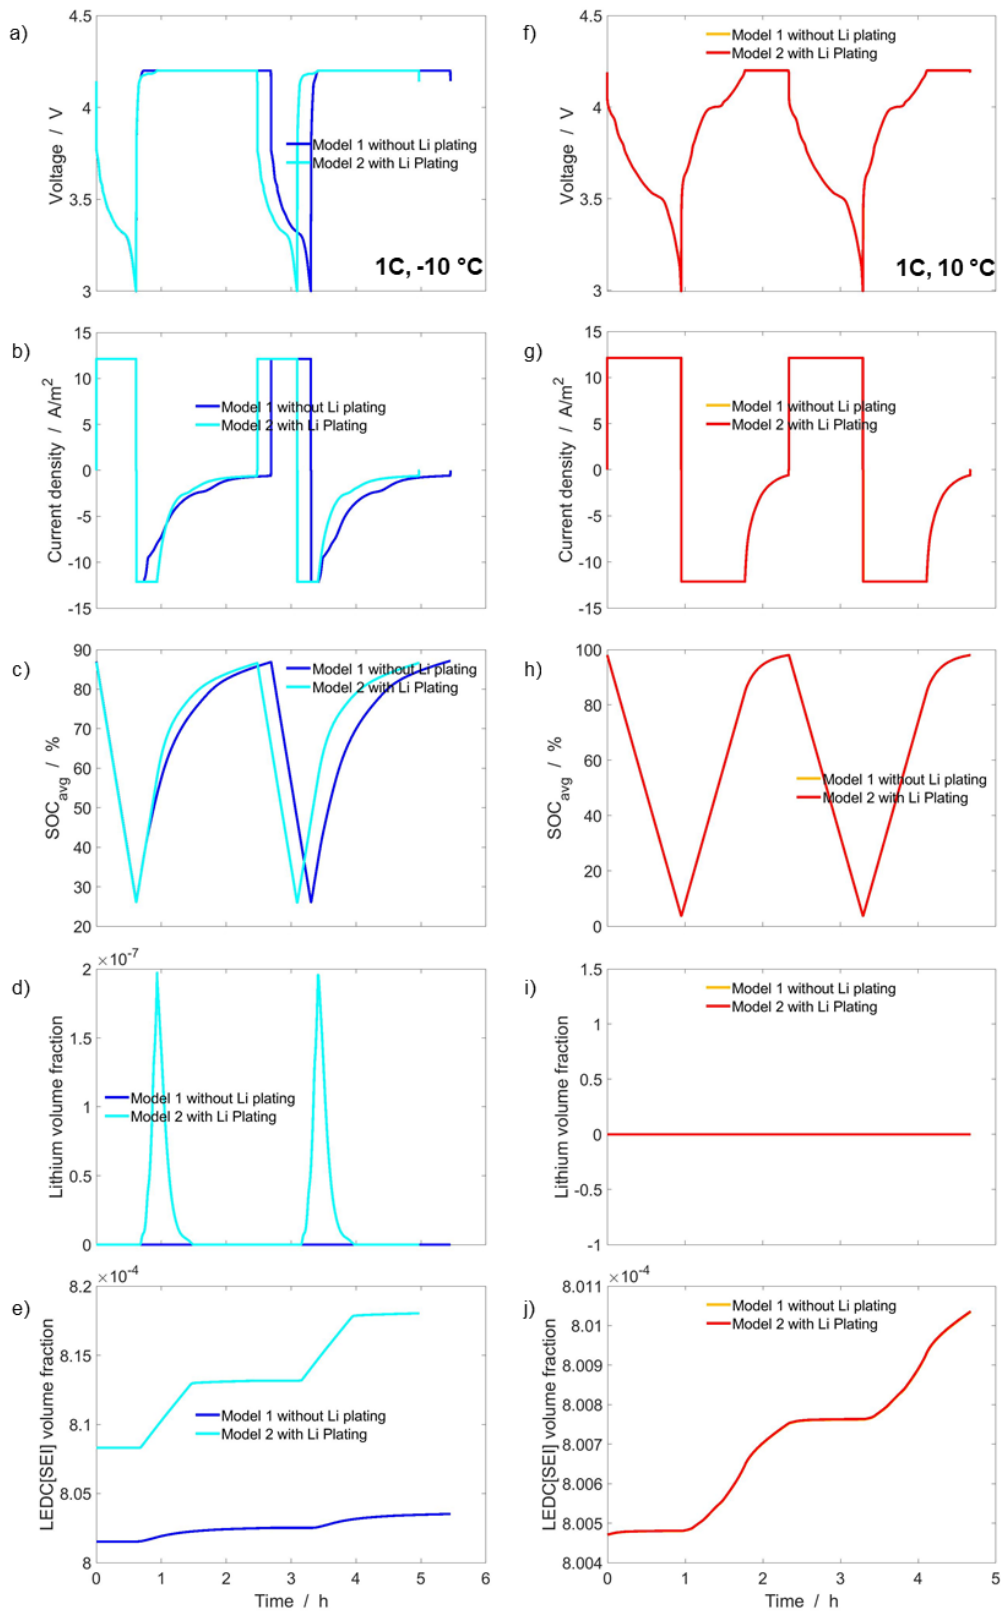 a)
4.5
4
3.5
3
Voltage / V
Model 1 without Li plating
Model 2 with Li Plating
1C, -10 °C
f)
4.5
4
3.5
3
Voltage / V
Model 1 without Li plating
Model 2 with Li Plating
1C, 10 °C
b)
15
10
5
0
-5
-10
-15
Current density / A/m²
Model 1 without Li plating
Model 2 with Li Plating
g)
15
10
5
0
-5
-10
-15
Current density / A/m²
Model 1 without Li plating
Model 2 with Li Plating
c)
90
80
70
60
50
40
30
20
SOCavg / %
Model 1 without Li plating
Model 2 with Li Plating
h)
100
80
60
40
20
0
SOCavg / %
Model 1 without Li plating
Model 2 with Li Plating
d)
×10-7
2
1.5
1
0.5
0
Lithium volume fraction
Model 1 without Li plating
Model 2 with Li Plating
i)
1.5
1
0.5
0
-0.5
-1
Lithium volume fraction
Model 1 without Li plating
Model 2 with Li Plating
e)
×10-4
8.2
8.15
8.1
8.05
8
LEDC[SEI] volume fraction
Model 1 without Li plating
Model 2 with Li Plating
0 1 2 3 4 5 6
Time / h
j)
×10-4
8.011
8.01
8.009
8.008
8.007
8.006
8.005
8.004
LEDC[SEI] volume fraction
Model 1 without Li plating
Model 2 with Li Plating
0 1 2 3 4 5
Time / h